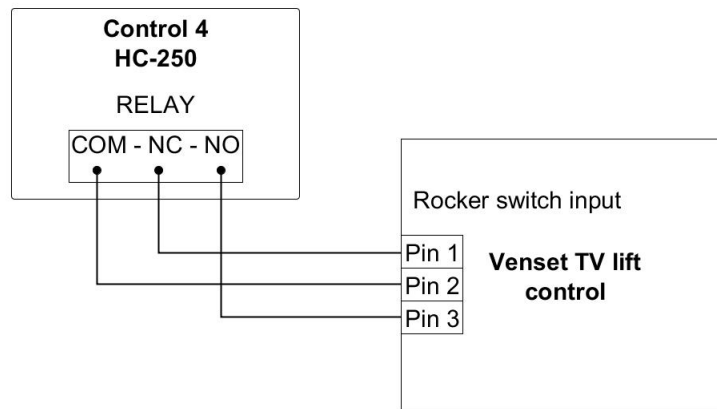 Control 4
HC-250
RELAY
COM - NC - NO
Rocker switch input
Pin 1
Pin 2
Pin 3
Venset TV lift
control